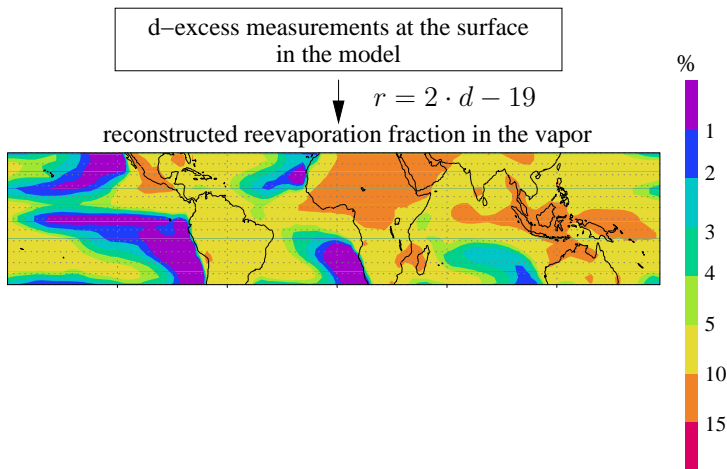 d−excess measurements at the surface
in the model
r = 2 · d − 19
reconstructed reevaporation fraction in the vapor
%
1
2
3
4
5
10
15